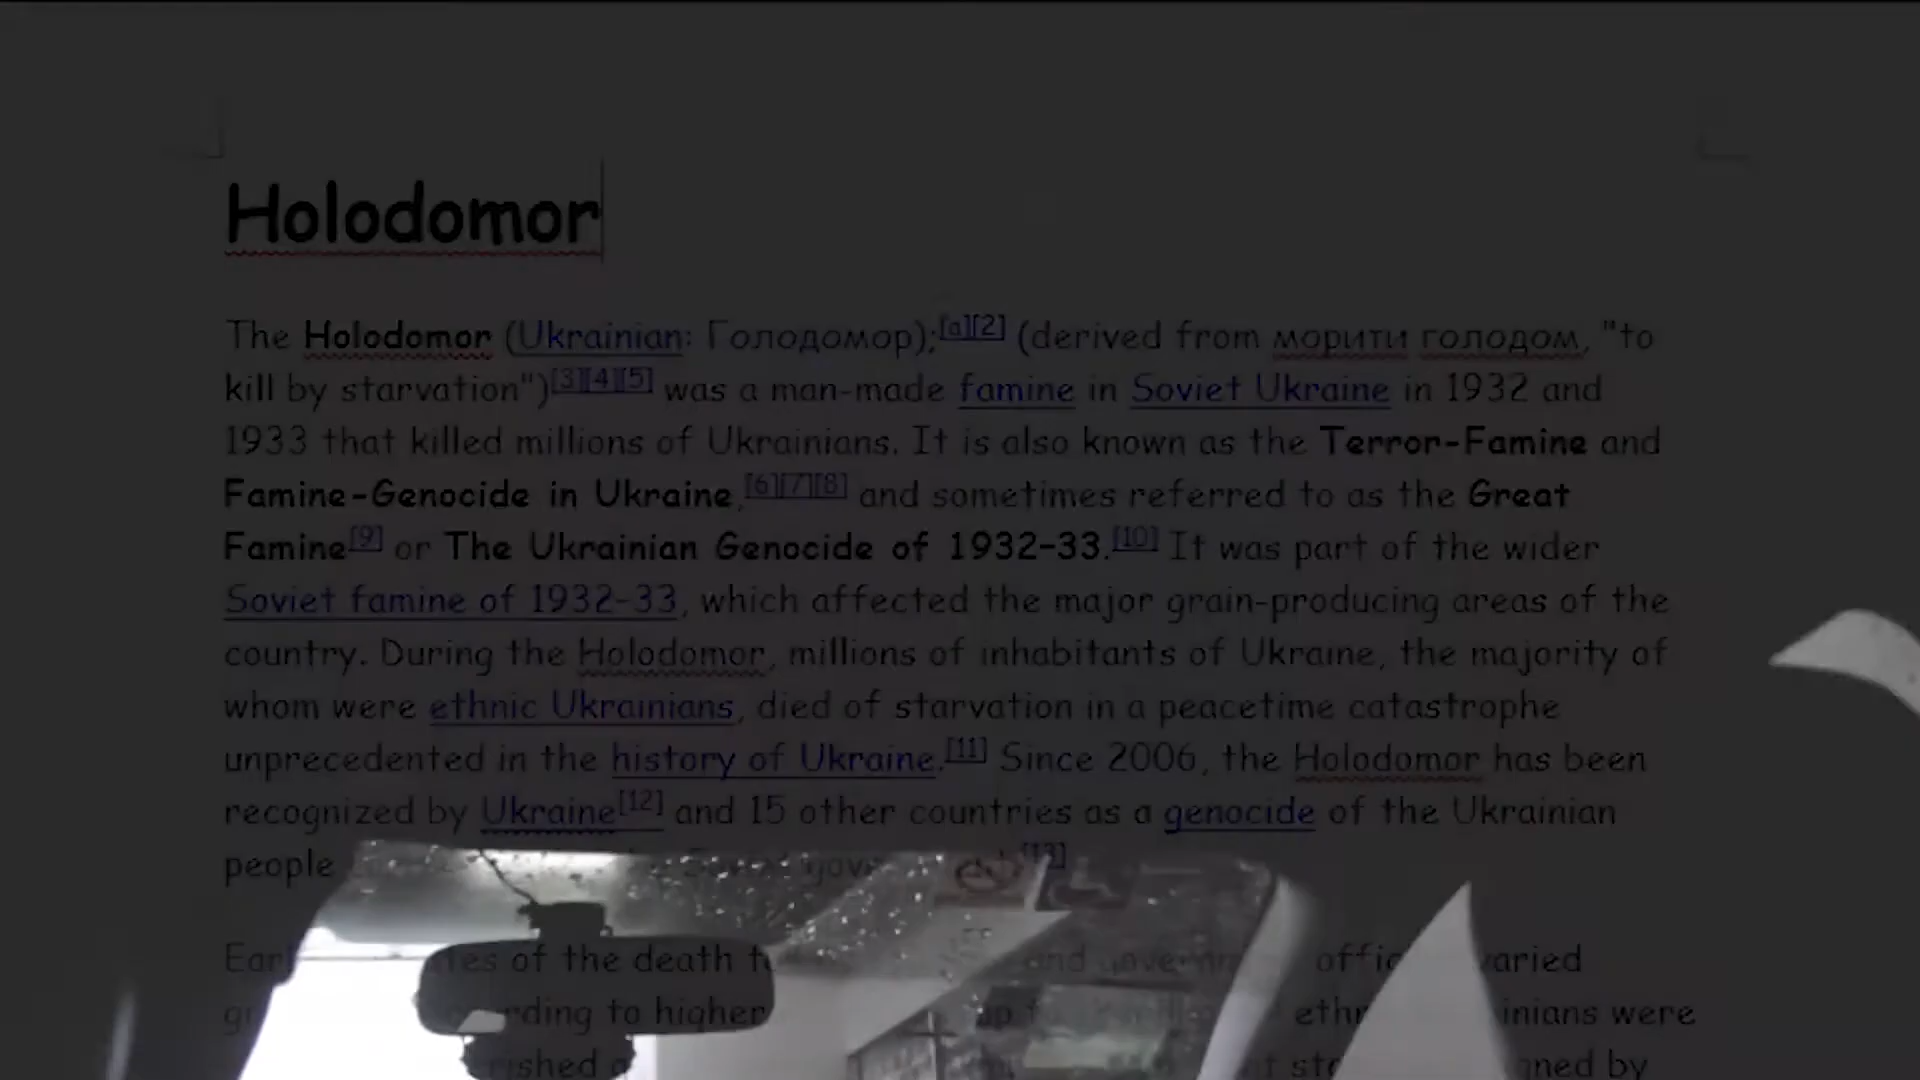 Holodomor
The Holodomor (Ukrainian: Голодомор);[a][2] (derived from морити голодом, "to
kill by starvation")[3][4][5] was a man-made famine in Soviet Ukraine in 1932 and
1933 that killed millions of Ukrainians. It is also known as the Terror-Famine and
Famine-Genocide in Ukraine,[6][7][8] and sometimes referred to as the Great
Famine[9] or The Ukrainian Genocide of 1932–33.[10] It was part of the wider
Soviet famine of 1932–33, which affected the major grain-producing areas of the
country. During the Holodomor, millions of inhabitants of Ukraine, the majority of
whom were ethnic Ukrainians, died of starvation in a peacetime catastrophe
unprecedented in the history of Ukraine.[11] Since 2006, the Holodomor has been
recognized by Ukraine[12] and 15 other countries as a genocide of the Ukrainian
people [13]
of the death and varied
to higher were
by